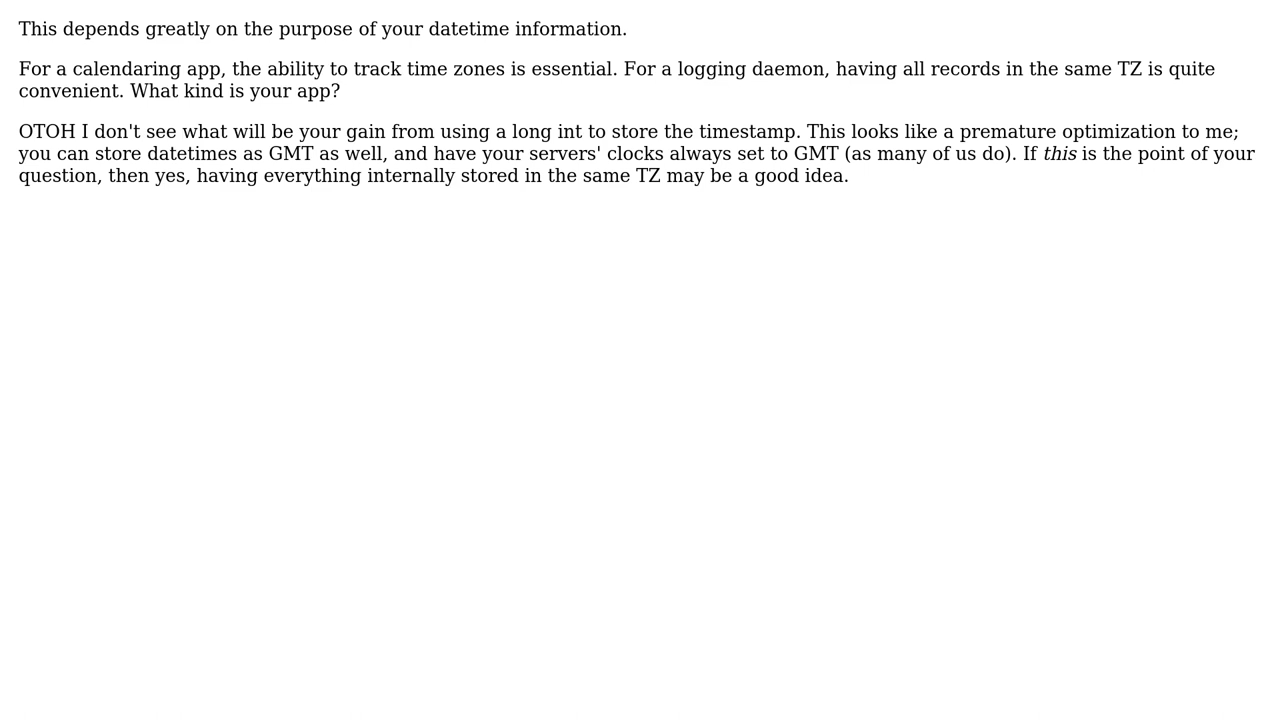 This depends greatly on the purpose of your datetime information.
For a calendaring app, the ability to track time zones is essential. For a logging daemon, having all records in the same TZ is quite
convenient. What kind is your app?
OTOH I don't see what will be your gain from using a long int to store the timestamp. This looks like a premature optimization to me;
you can store datetimes as GMT as well, and have your servers' clocks always set to GMT (as many of us do). If this is the point of your
question, then yes, having everything internally stored in the same TZ may be a good idea.